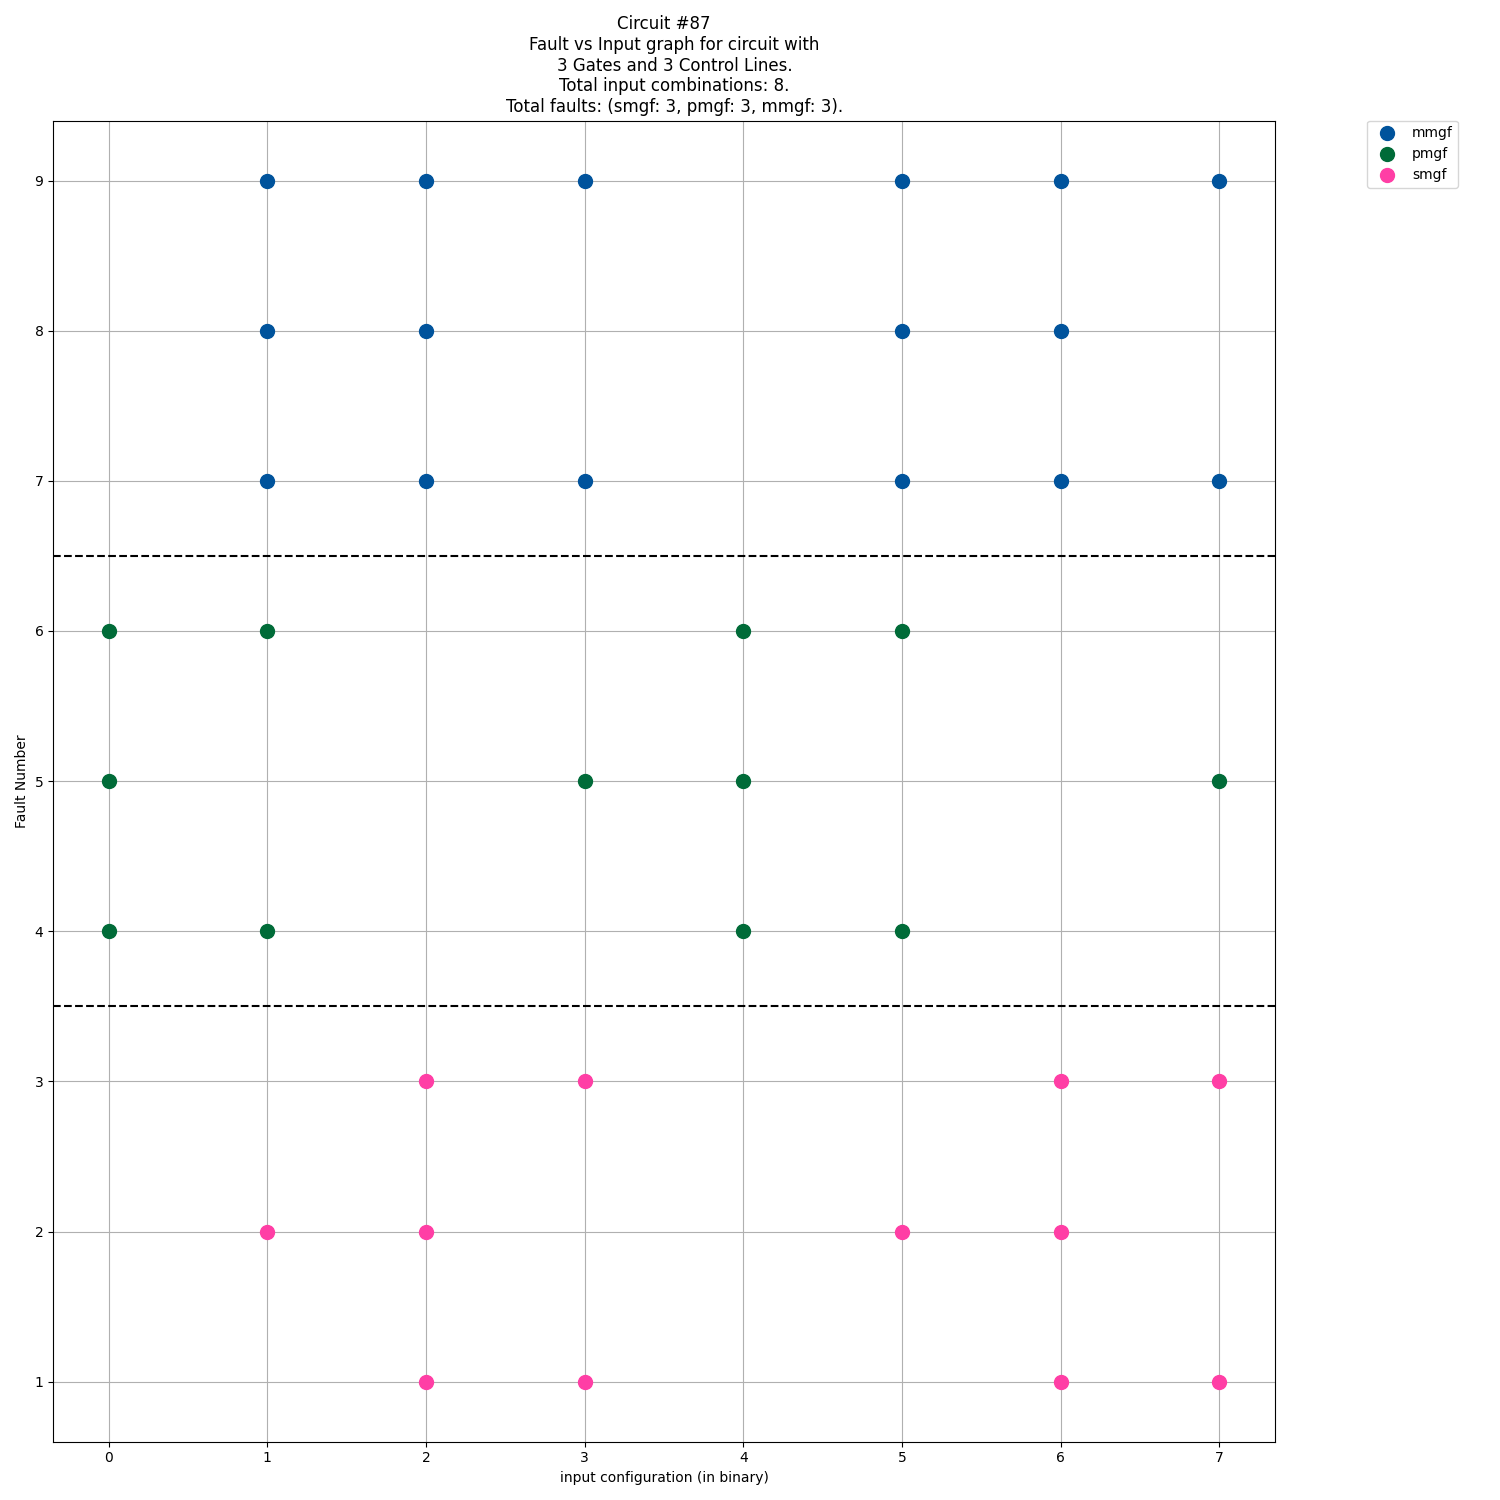 Circuit #87
Fault vs Input graph for circuit with
3 Gates and 3 Control Lines.
Total input combinations: 8.
Total faults: (smgf: 3, pmgf: 3, mmgf: 3).
mmgf
pmgf
smgf
9
8
7
6
5
4
3
2
1
Fault Number
0 1 2 3 4 5 6 7
input configuration (in binary)